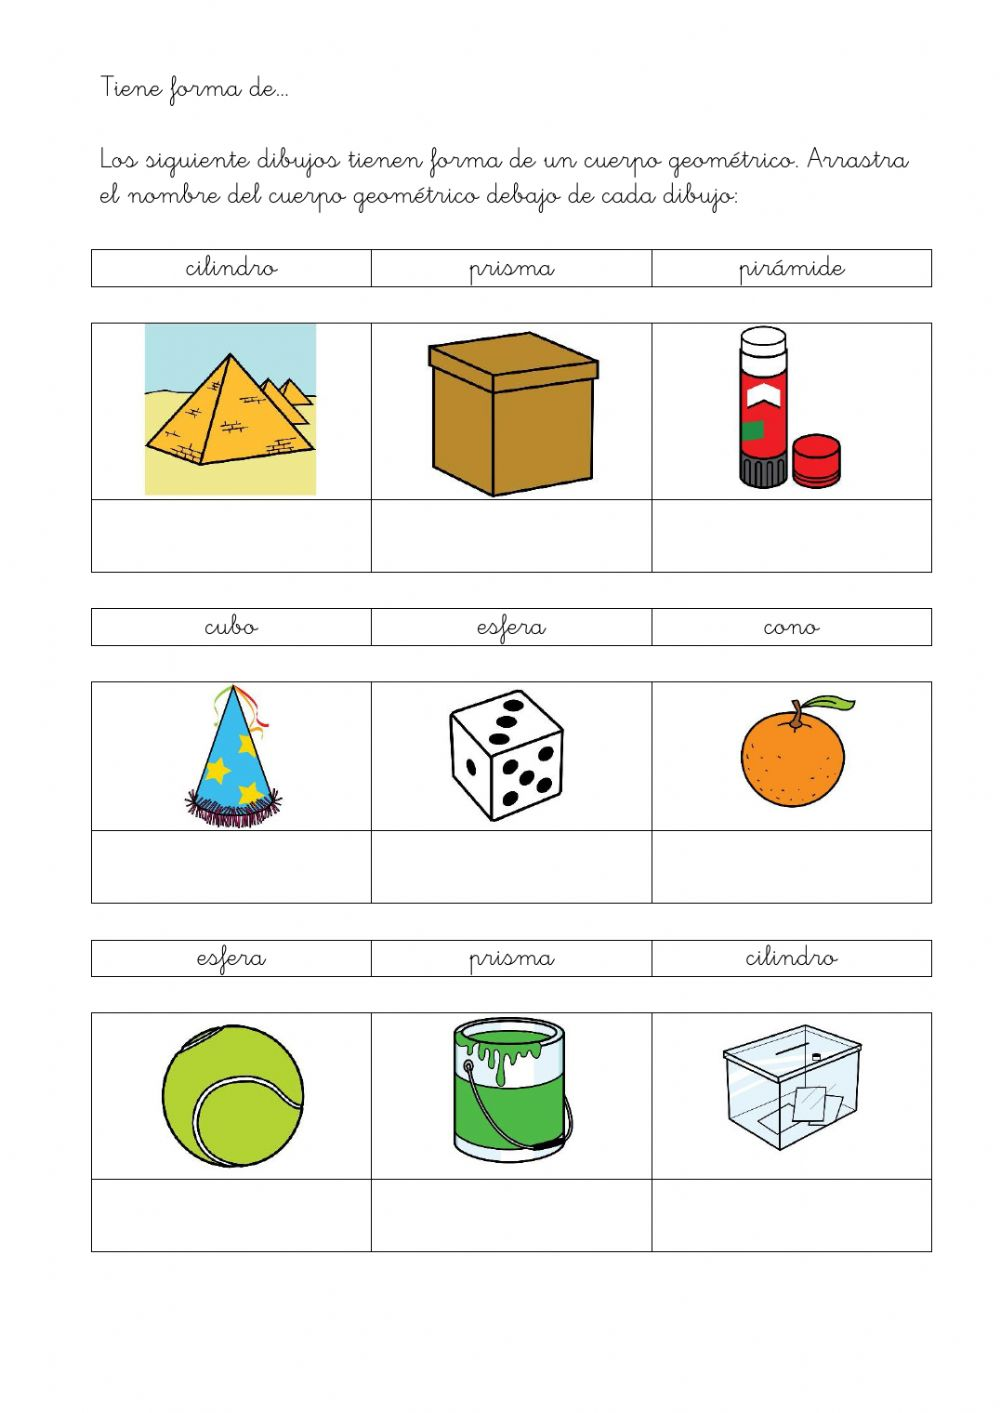 Tiene forma de...
Los siguiente dibujos tienen forma de un cuerpo geométrico. Arrastra
el nombre del cuerpo geométrico debajo de cada dibujo:
cilindro prisma pirámide
cubo esfera cono
esfera prisma cilindro